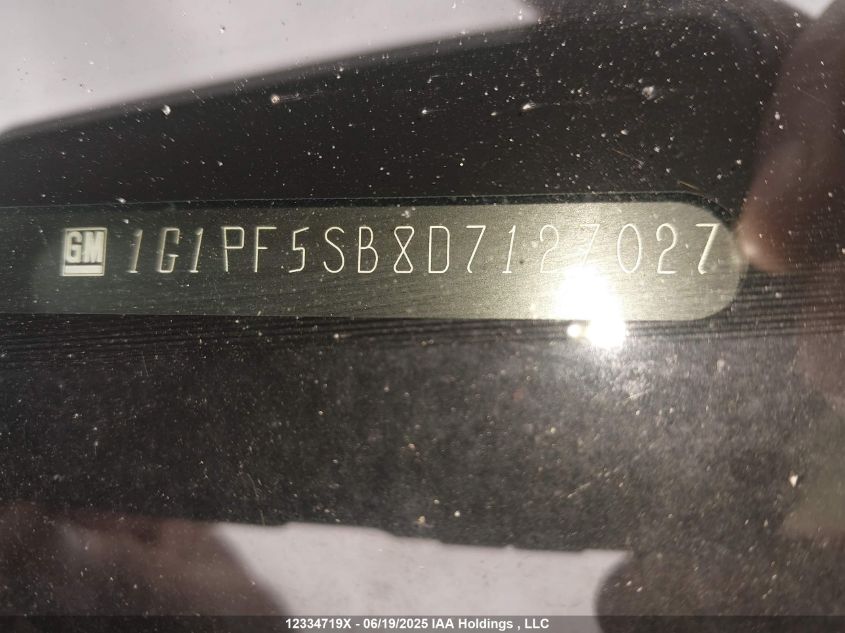 GM 1G1PF5SB8D7127027
12334719X - 06/19/2025 IAA Holdings , LLC